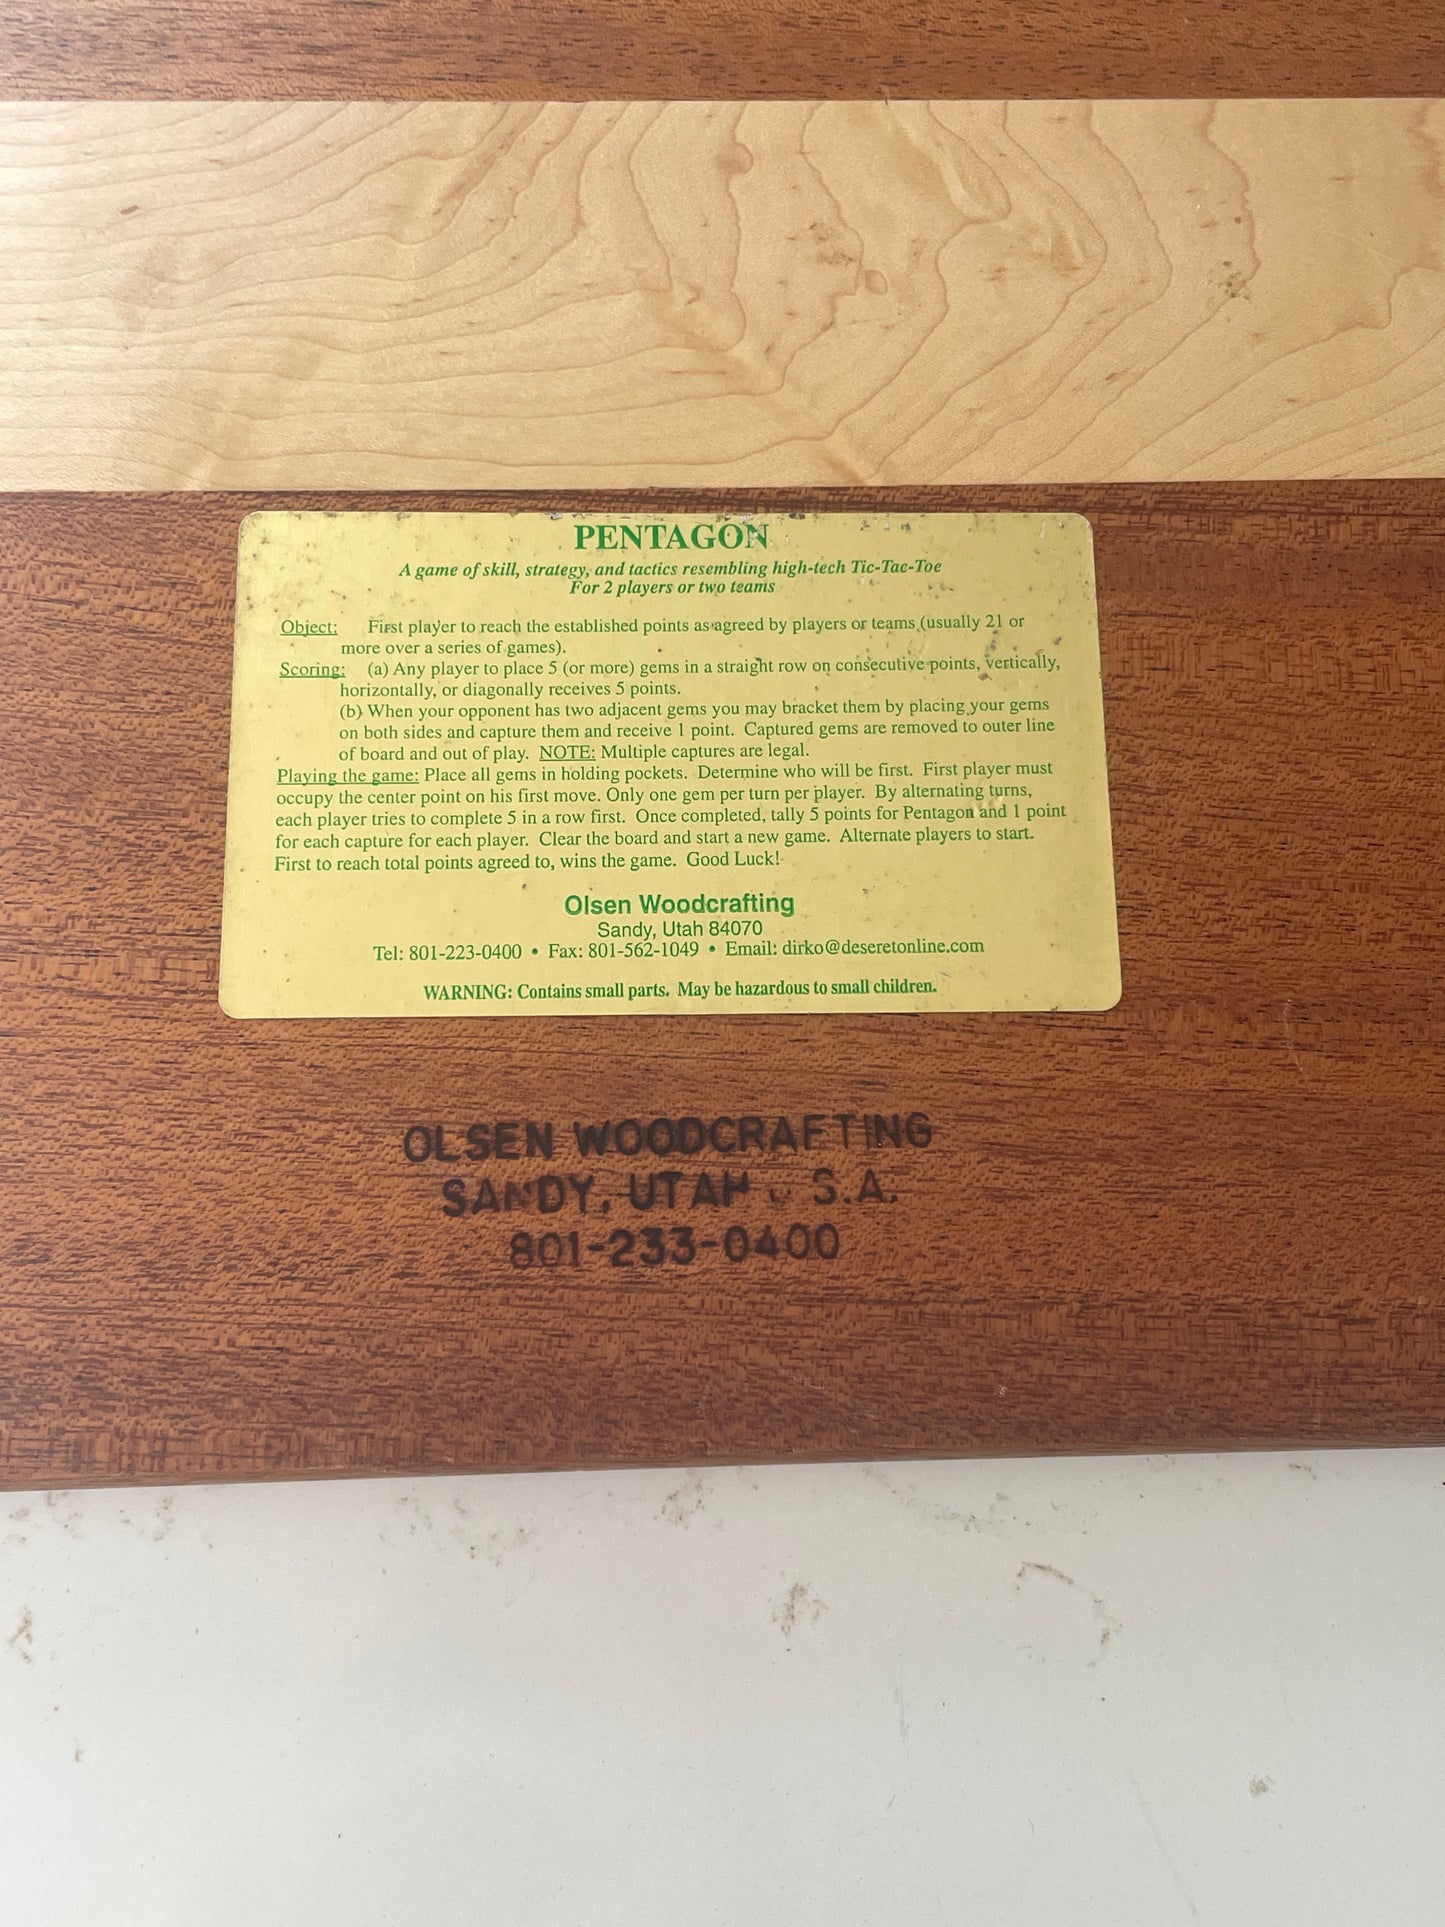 PENTAGON
A game of skill, strategy, and tactics resembling high-tech Tic-Tac-Toe
For 2 players or two teams
Object: First player to reach the established points as agreed by players or teams (usually 21 or
more over a series of games).
Scoring: (a) Any player to place 5 (or more) gems in a straight row on consecutive points, vertically,
horizontally, or diagonally receives 5 points.
(b) When your opponent has two adjacent gems you may bracket them by placing your gems
on both sides and capture them and receive 1 point. Captured gems are removed to outer line
of board and out of play. NOTE: Multiple captures are legal.
Playing the game: Place all gems in holding pockets. Determine who will be first. First player must
occupy the center point on his first move. Only one gem per turn per player. By alternating turns,
each player tries to complete 5 in a row first. Once completed, tally 5 points for Pentagon and 1 point
for each capture for each player. Clear the board and start a new game. Alternate players to start.
First to reach total points agreed to, wins the game. Good Luck!
Olsen Woodcrafting
Sandy, Utah 84070
Tel: 801-223-0400 • Fax: 801-562-1049 • Email: dirko@deseretonline.com
WARNING: Contains small parts. May be hazardous to small children.
OLSEN WOODCRAFTING
SANDY, UTAH U.S.A.
801-233-0400